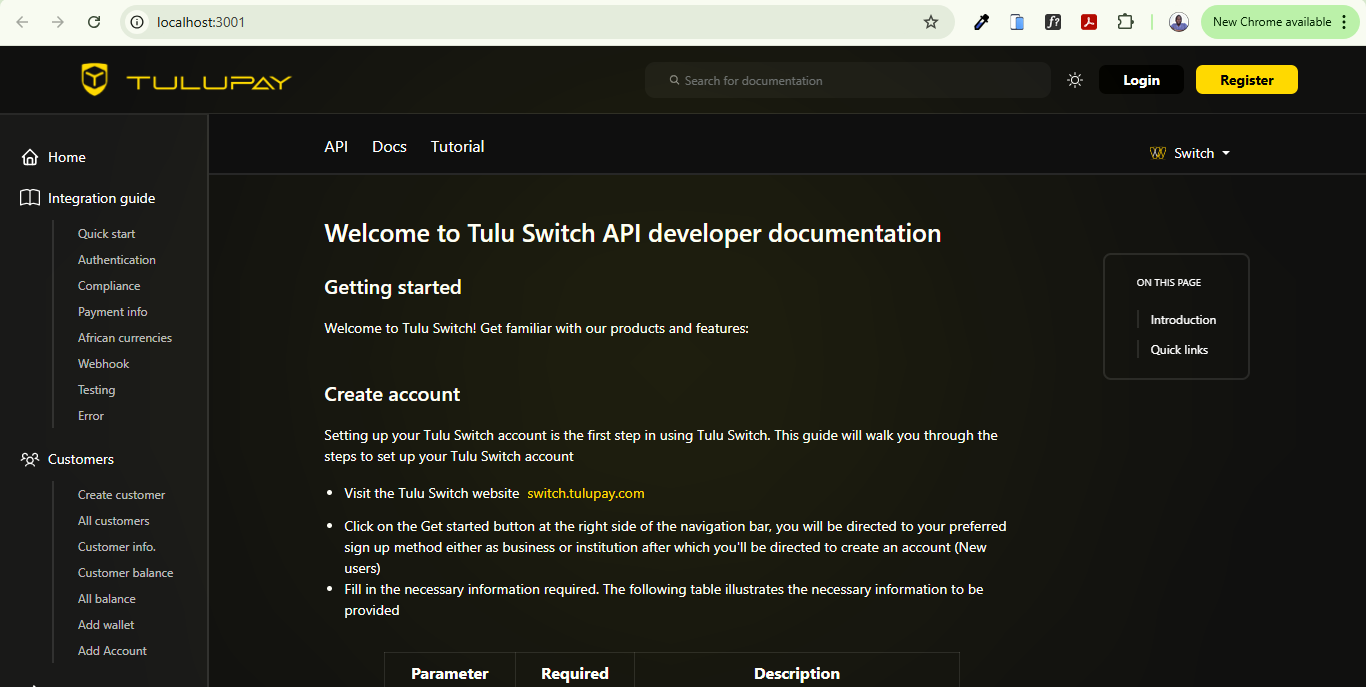 localhost:3001
New Chrome available
TULUPAY
Search for documentation
Login
Register
Home
Integration guide
Quick start
Authentication
Compliance
Payment info
African currencies
Webhook
Testing
Error
Customers
Create customer
All customers
Customer info.
Customer balance
All balance
Add wallet
Add Account
API
Docs
Tutorial
Switch
Welcome to Tulu Switch API developer documentation
Getting started
Welcome to Tulu Switch! Get familiar with our products and features:
Create account
Setting up your Tulu Switch account is the first step in using Tulu Switch. This guide will walk you through the
steps to set up your Tulu Switch account
• Visit the Tulu Switch website switch.tulupay.com
• Click on the Get started button at the right side of the navigation bar, you will be directed to your preferred
sign up method either as business or institution after which you'll be directed to create an account (New
users)
• Fill in the necessary information required. The following table illustrates the necessary information to be
provided
Parameter Required Description
ON THIS PAGE
Introduction
Quick links